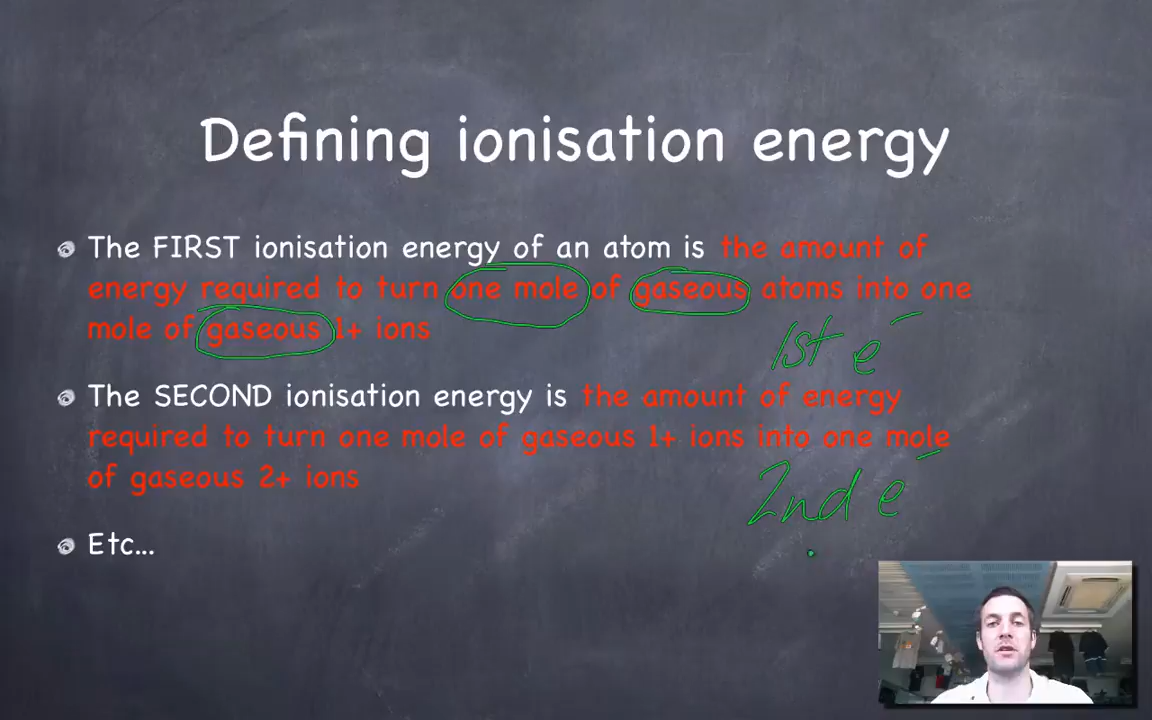 Defining ionisation energy
The FIRST ionisation energy of an atom is the amount of
energy required to turn one mole of gaseous atoms into one
mole of gaseous 1+ ions
1st e⁻
The SECOND ionisation energy is the amount of energy
required to turn one mole of gaseous 1+ ions into one mole
of gaseous 2+ ions
2nd e⁻
Etc...